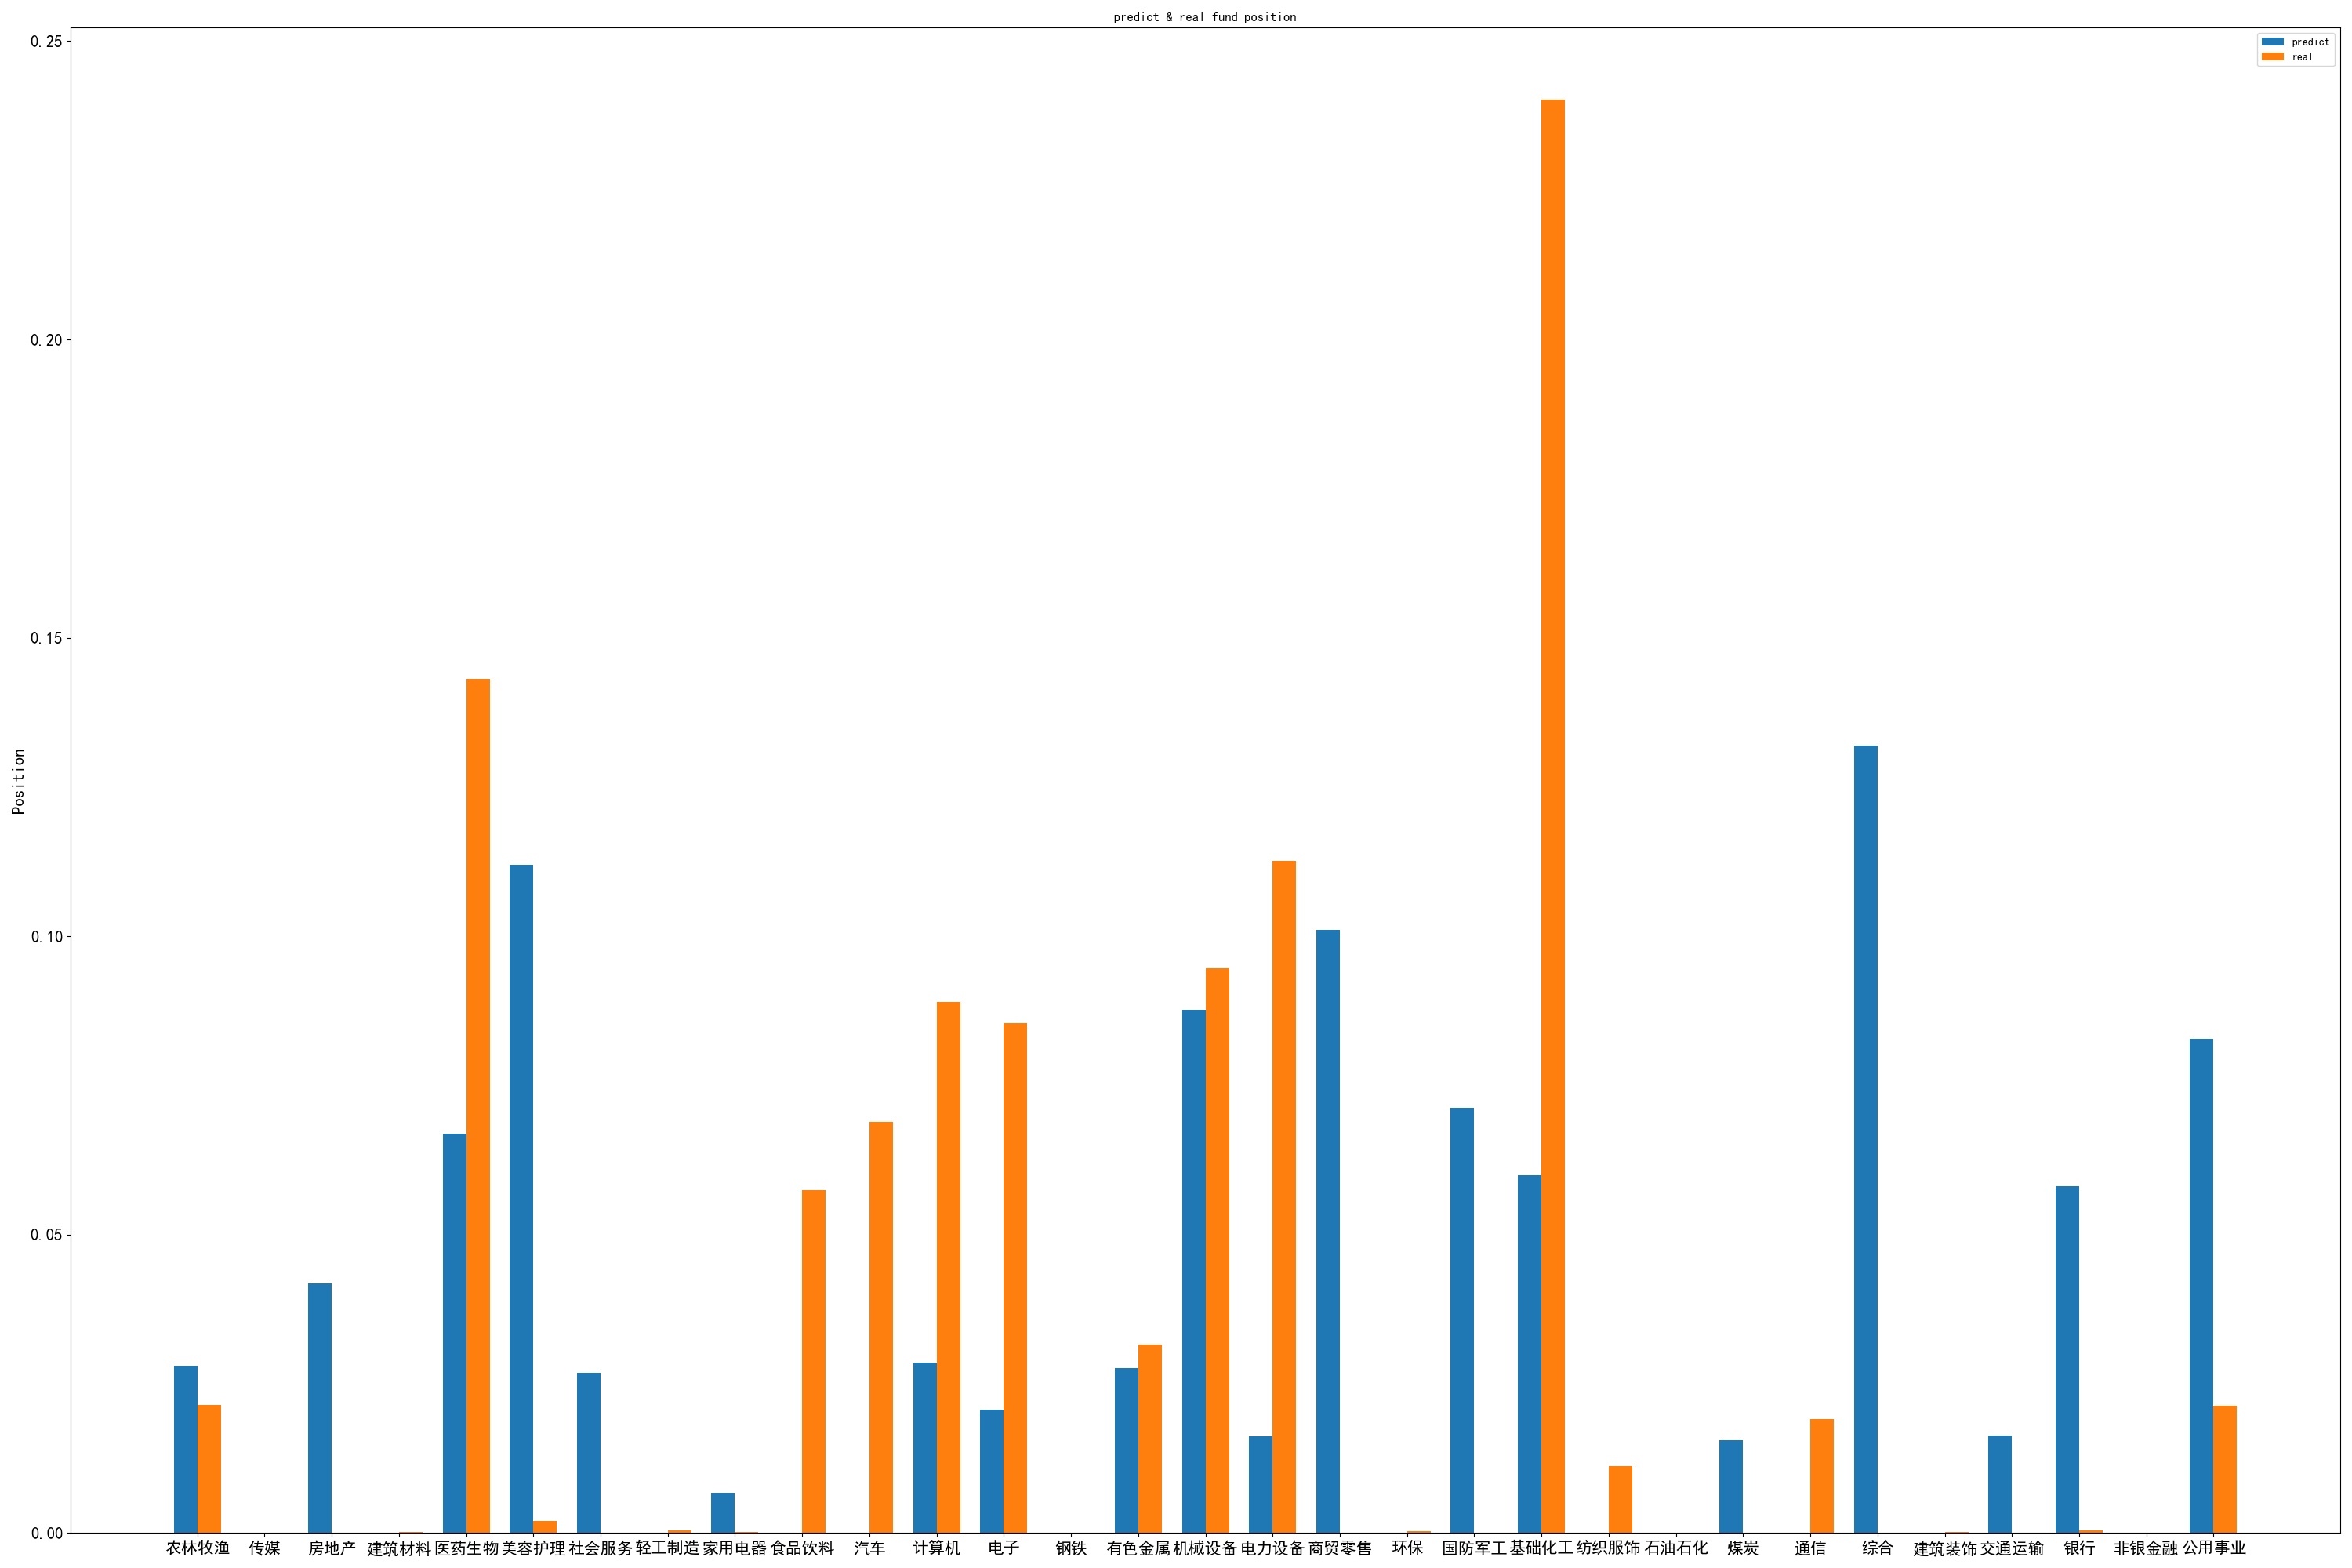 predict & real fund position
predict
real
0.25
0.20
0.15
0.10
0.05
0.00
Position
农林牧渔 传媒 房地产 建筑材料 医药生物 美容护理 社会服务 轻工制造 家用电器 食品饮料 汽车 计算机 电子 钢铁 有色金属 机械设备 电力设备 商贸零售 环保 国防军工 基础化工 纺织服饰 石油石化 煤炭 通信 综合 建筑装饰 交通运输 银行 非银金融 公用事业